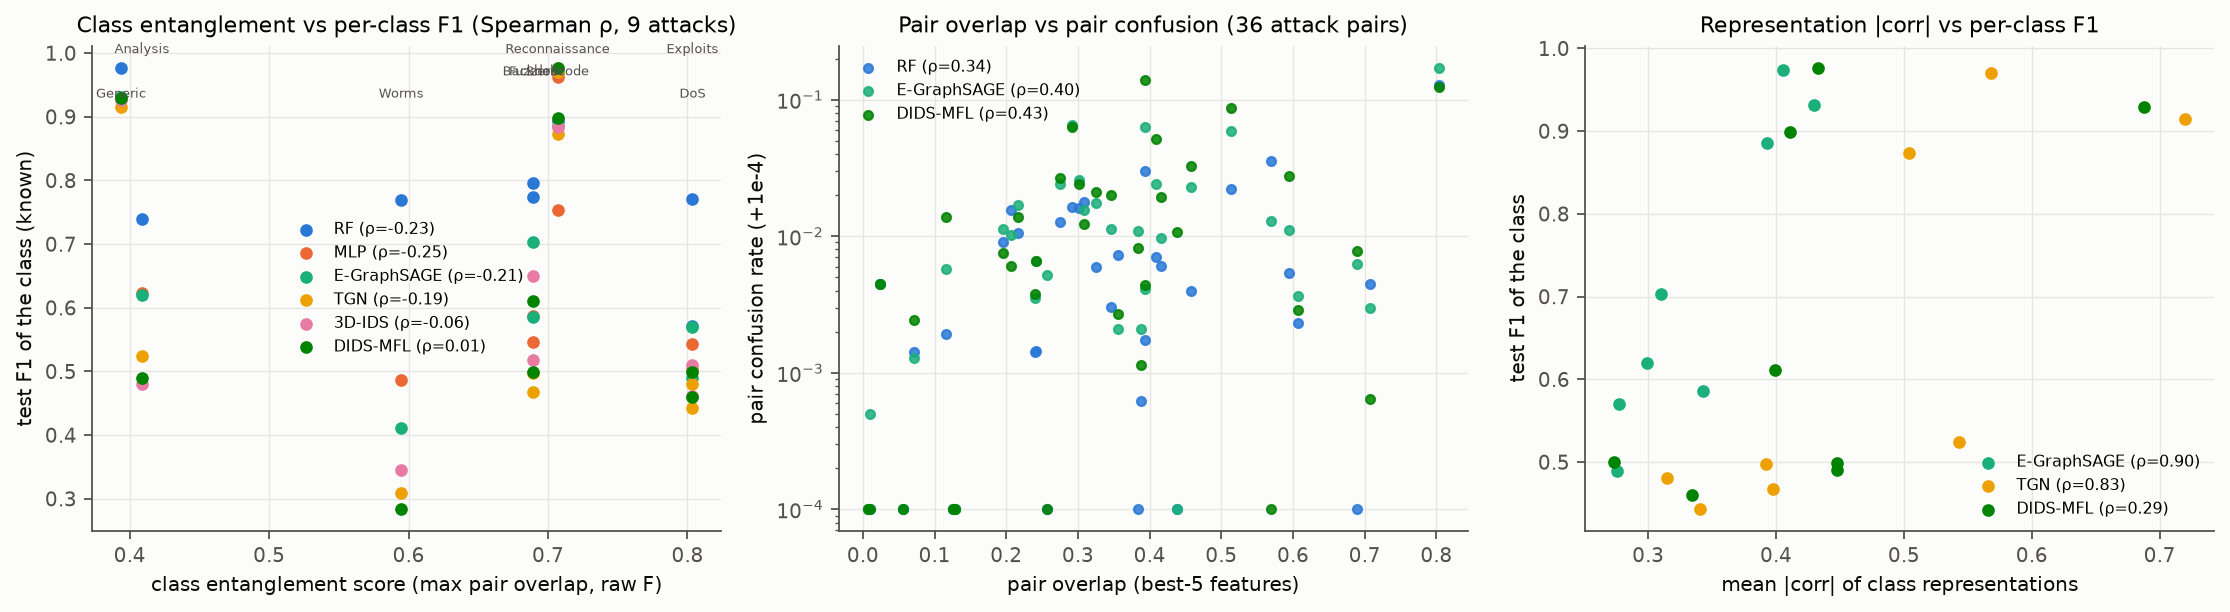 Class entanglement vs per-class F1 (Spearman ρ, 9 attacks)
Analysis
Reconnaissance
Exploits
Generic
Worms
DoS
RF (ρ=-0.23)
MLP (ρ=-0.25)
E-GraphSAGE (ρ=-0.21)
TGN (ρ=-0.19)
3D-IDS (ρ=-0.06)
DIDS-MFL (ρ=0.01)
test F1 of the class (known)
1.0
0.9
0.8
0.7
0.6
0.5
0.4
0.3
0.4
0.5
0.6
0.7
0.8
class entanglement score (max pair overlap, raw F)
Pair overlap vs pair confusion (36 attack pairs)
RF (ρ=0.34)
E-GraphSAGE (ρ=0.40)
DIDS-MFL (ρ=0.43)
pair confusion rate (+1e-4)
10⁻¹
10⁻²
10⁻³
10⁻⁴
0.0
0.1
0.2
0.3
0.4
0.5
0.6
0.7
0.8
pair overlap (best-5 features)
Representation |corr| vs per-class F1
test F1 of the class
1.0
0.9
0.8
0.7
0.6
0.5
E-GraphSAGE (ρ=0.90)
TGN (ρ=0.83)
DIDS-MFL (ρ=0.29)
0.3
0.4
0.5
0.6
0.7
mean |corr| of class representations